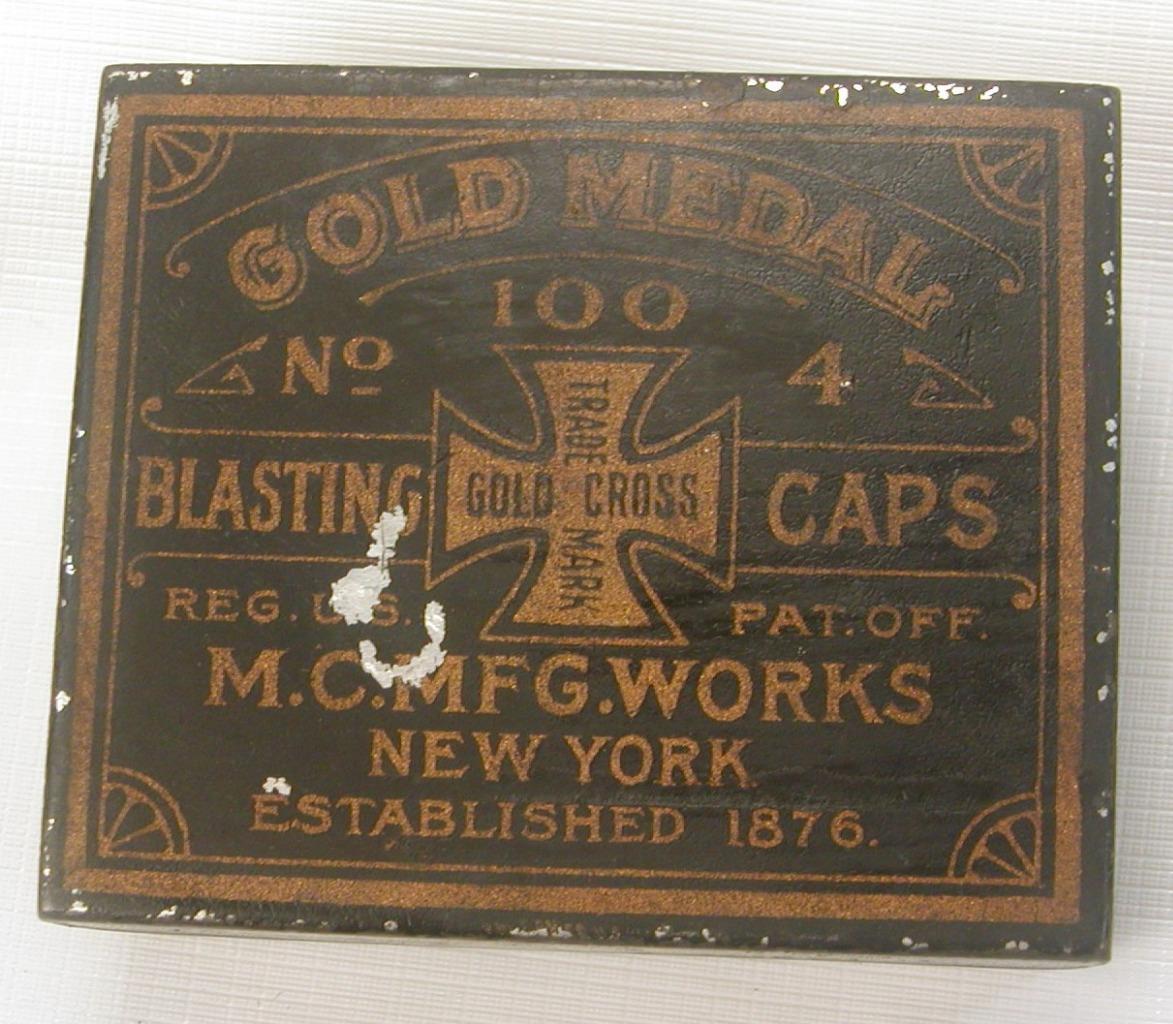 GOLD MEDAL
100
No 4
TRADE MARK
BLASTING GOLD CROSS CAPS
REG. U.S. PAT. OFF.
M.C.MFG.WORKS
NEW YORK
ESTABLISHED 1876.